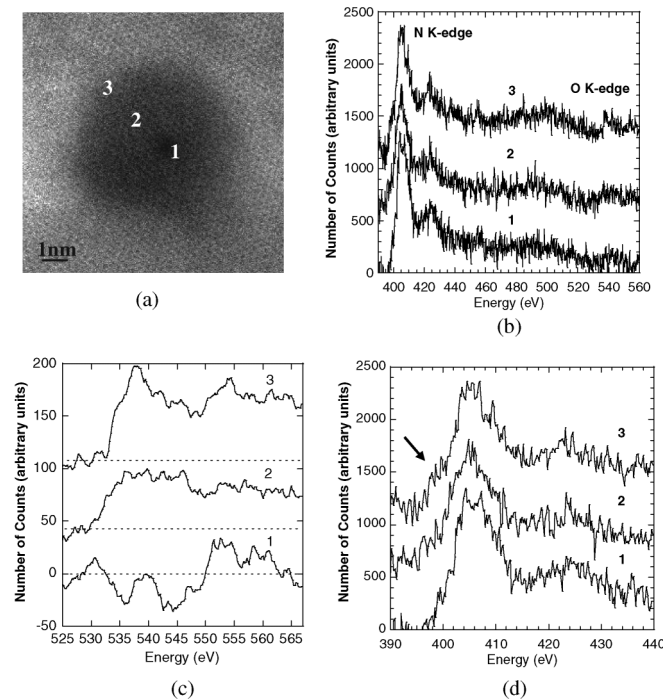 3
2
1
1nm
(a)
Number of Counts (arbitrary units)
2500
2000
1500
1000
500
0
N K-edge
O K-edge
3
2
1
400 420 440 460 480 500 520 540 560
Energy (eV)
(b)
Number of Counts (arbitrary units)
200
150
100
50
0
-50
3
2
1
525 530 535 540 545 550 555 560 565
Energy (eV)
(c)
Number of Counts (arbitrary units)
2500
2000
1500
1000
500
0
3
2
1
390 400 410 420 430 440
Energy (eV)
(d)